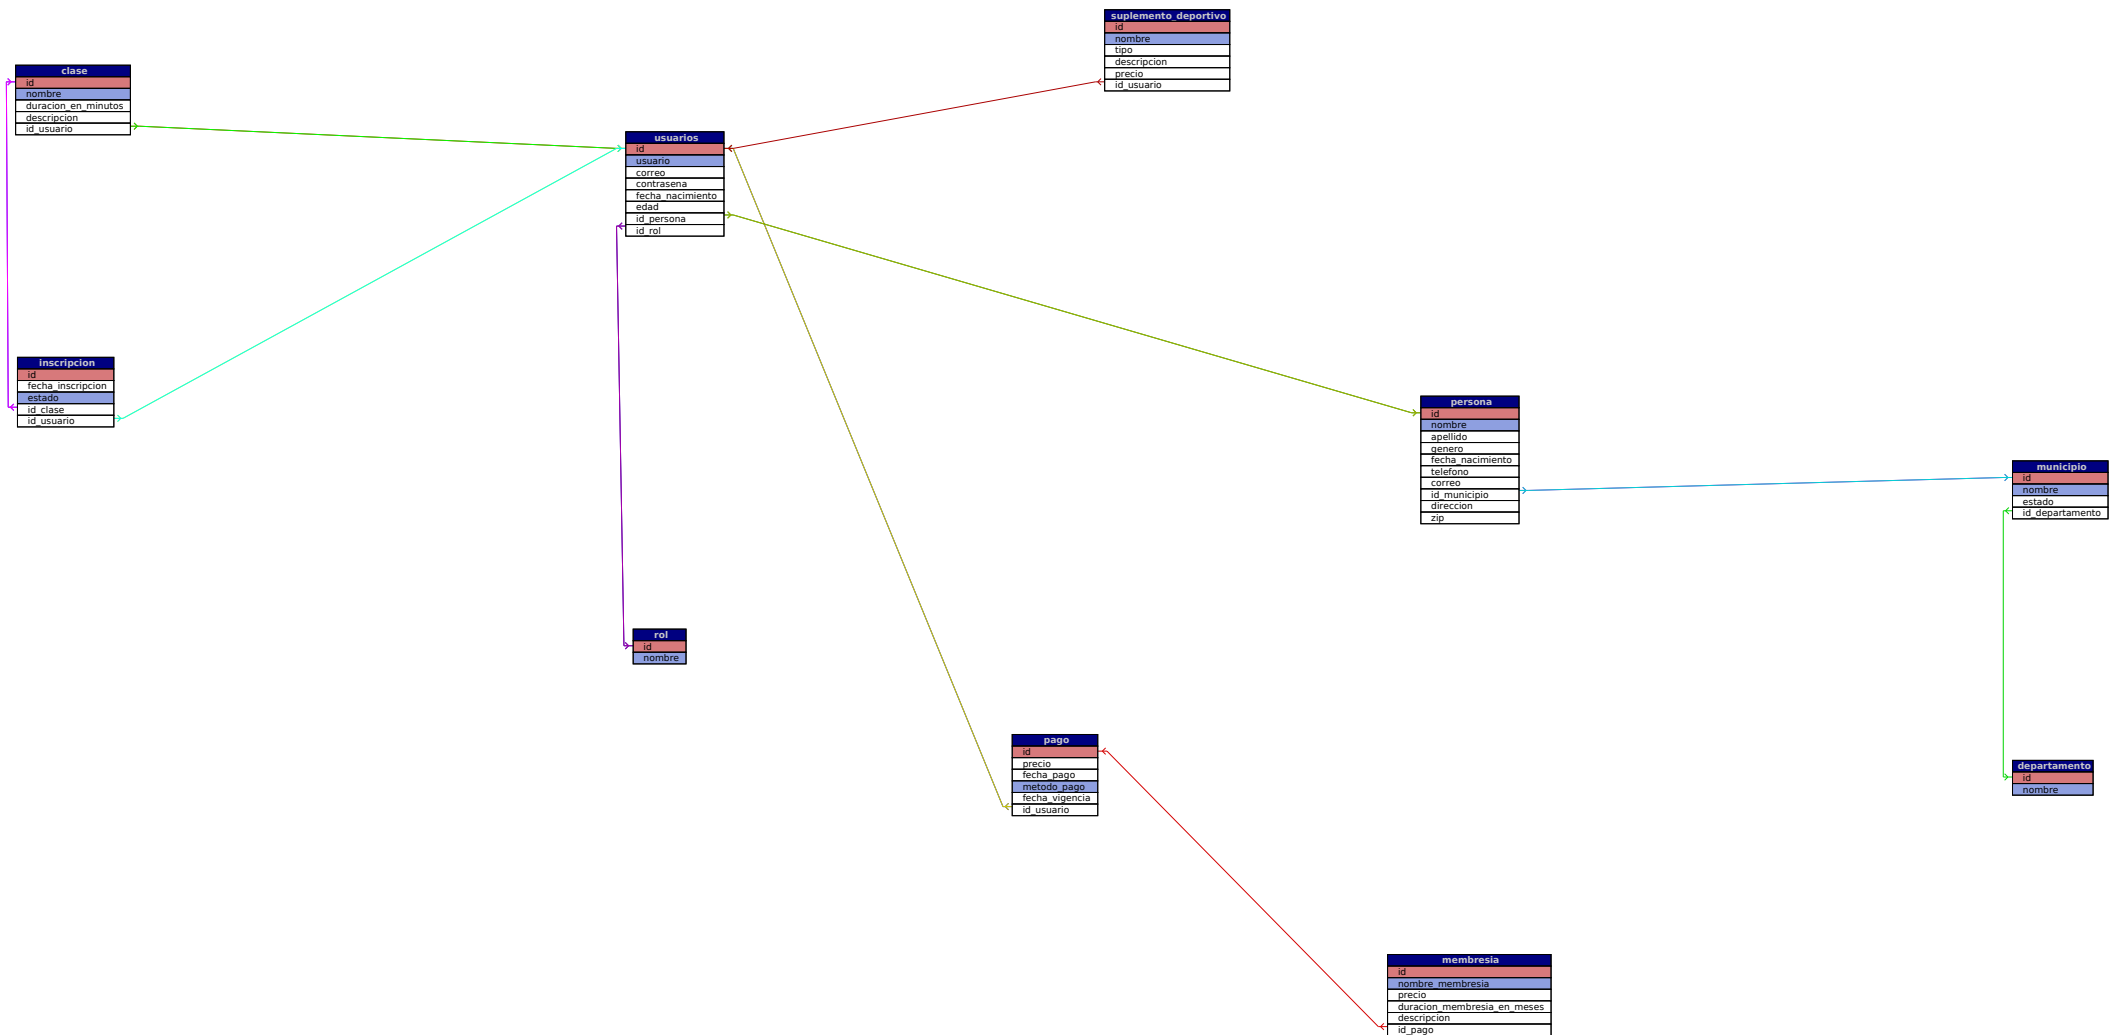 suplemento_deportivo
id
nombre
tipo
descripcion
precio
id_usuario
clase
id
nombre
duracion_en_minutos
descripcion
id_usuario
usuarios
id
usuario
correo
contrasena
fecha_nacimiento
edad
id_persona
id_rol
inscripcion
id
fecha_inscripcion
estado
id_clase
id_usuario
persona
id
nombre
apellido
genero
fecha_nacimiento
telefono
correo
id_municipio
direccion
zip
municipio
id
nombre
estado
id_departamento
rol
id
nombre
pago
id
precio
fecha_pago
metodo_pago
fecha_vigencia
id_usuario
departamento
id
nombre
membresia
id
nombre_membresia
precio
duracion_membresia_en_meses
descripcion
id_pago